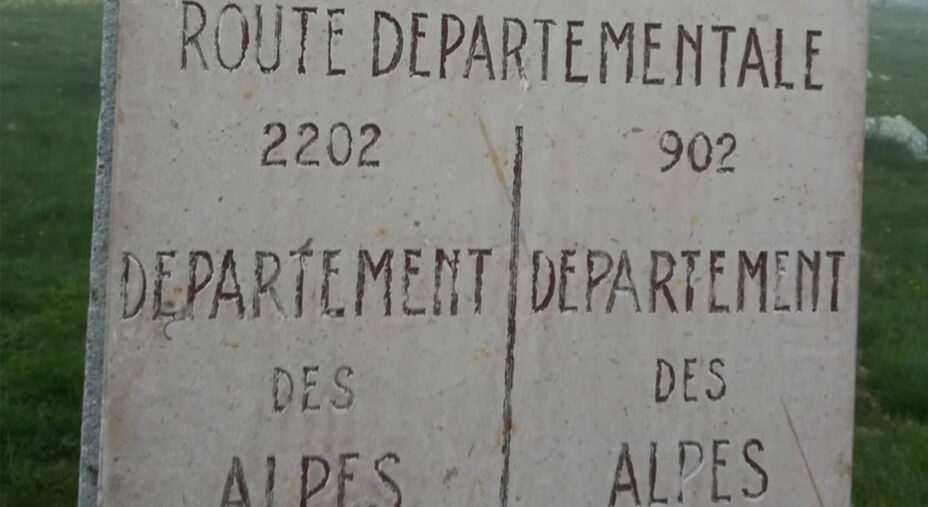 ROUTE DEPARTEMENTALE
2202
DEPARTEMENT
DES
ALPES
902
DEPARTEMENT
DES
ALPES